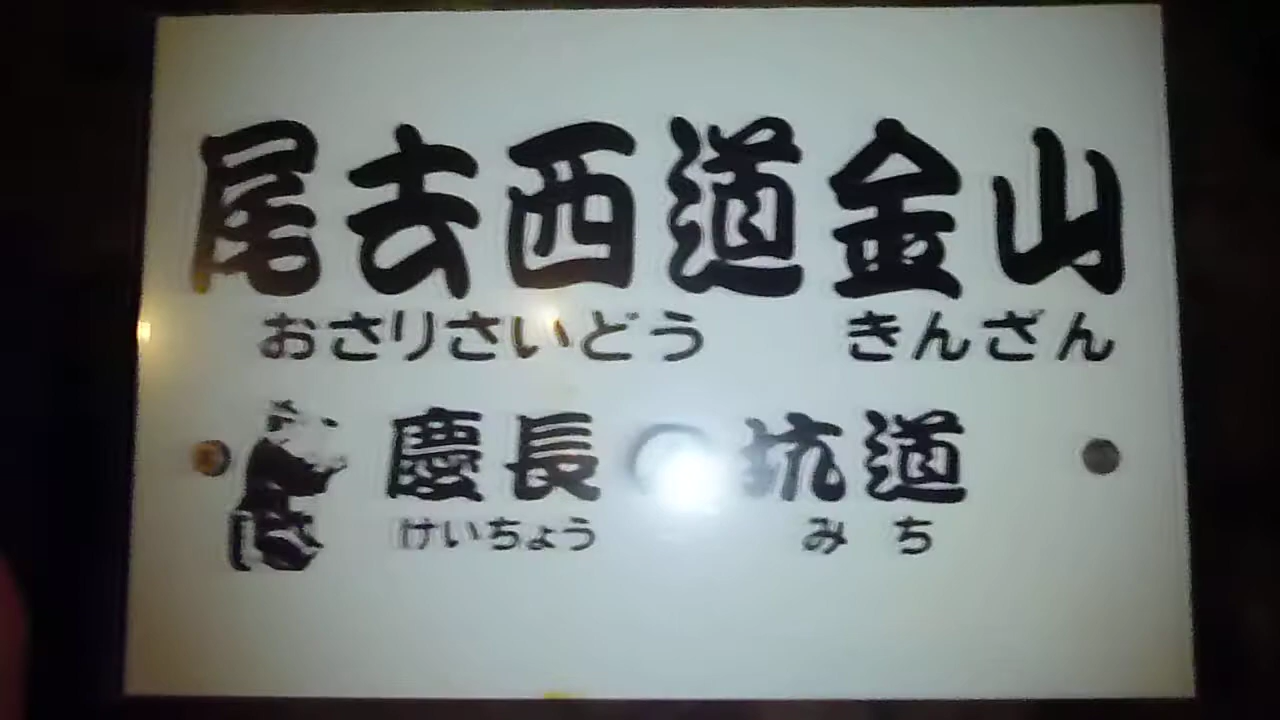 尾去西道金山
おさりさいどう きんざん
慶長 坑道
けいちょう みち